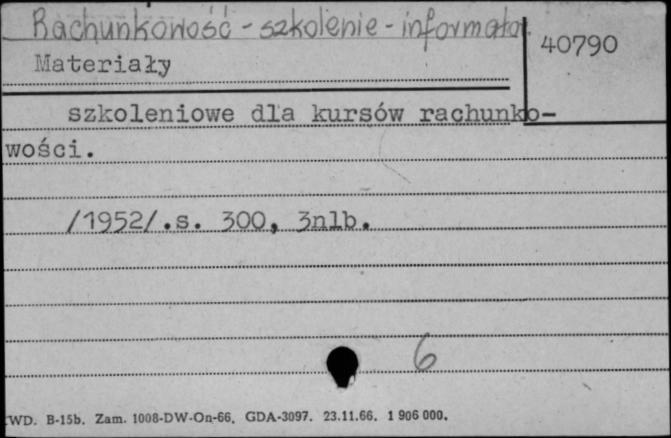 Rachunkowość - szkolenie - informator
40790
Materiały
szkoleniowe dla kursów rachunko-
wości.
/1952/.s. 300, 3nlb.
6
WD. B-15b. Zam. 1008-DW-On-66. GDA-3097. 23.11.66. 1 906 000.